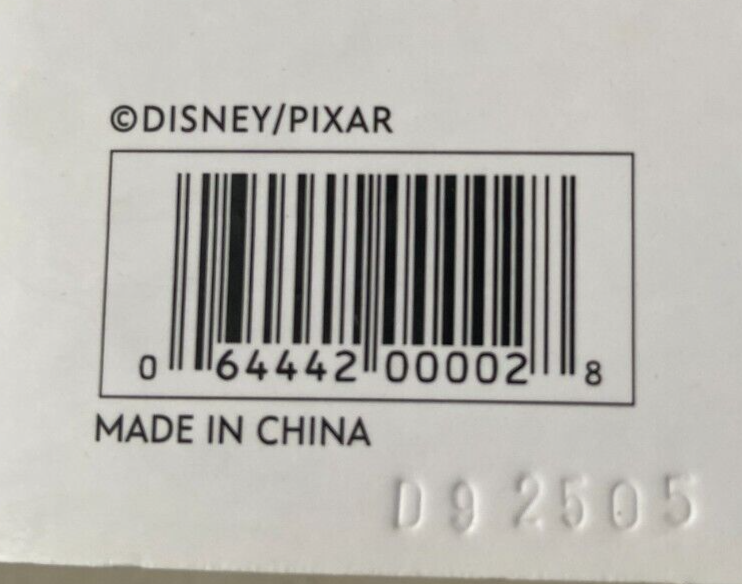 ©DISNEY/PIXAR
0 64442 00002 8
MADE IN CHINA
D92505